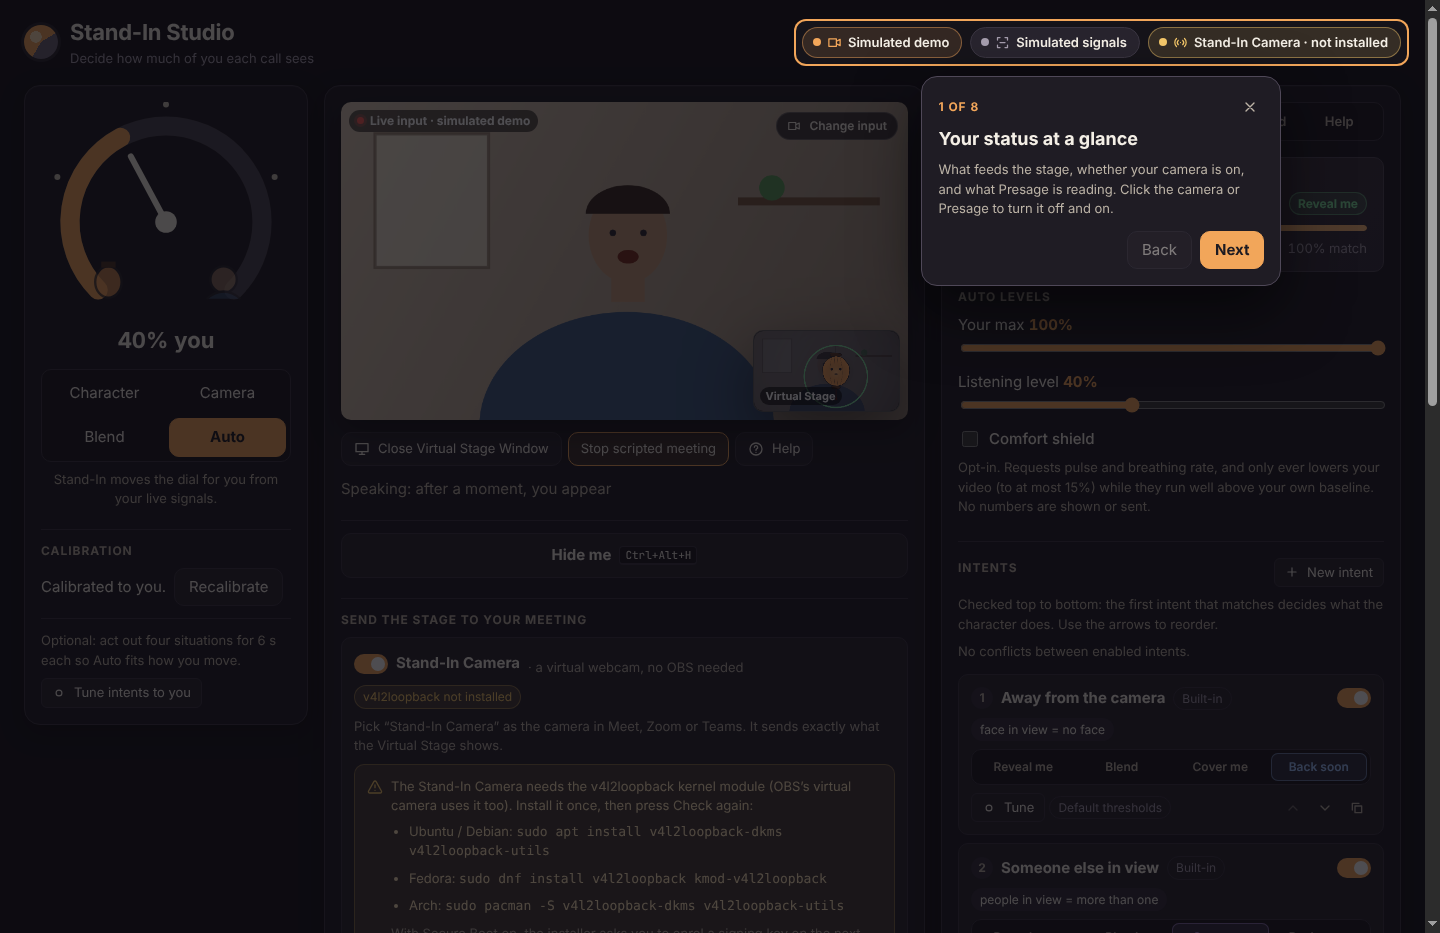 Stand-In Studio
Decide how much of you each call sees
Simulated demo
Simulated signals
Stand-In Camera · not installed
1 OF 8
Your status at a glance
What feeds the stage, whether your camera is on,
and what Presage is reading. Click the camera or
Presage to turn it off and on.
Back
Next
Help
Reveal me
100% match
40% you
Character
Camera
Blend
Auto
Stand-In moves the dial for you from
your live signals.
CALIBRATION
Calibrated to you.
Recalibrate
Optional: act out four situations for 6 s
each so Auto fits how you move.
Tune intents to you
Live input · simulated demo
Change input
Virtual Stage
Close Virtual Stage Window
Stop scripted meeting
Help
Speaking: after a moment, you appear
Hide me Ctrl+Alt+H
SEND THE STAGE TO YOUR MEETING
Stand-In Camera · a virtual webcam, no OBS needed
v4l2loopback not installed
Pick “Stand-In Camera” as the camera in Meet, Zoom or Teams. It sends exactly what
the Virtual Stage shows.
The Stand-In Camera needs the v4l2loopback kernel module (OBS’s virtual
camera uses it too). Install it once, then press Check again:
• Ubuntu / Debian: sudo apt install v4l2loopback-dkms
v4l2loopback-utils
• Fedora: sudo dnf install v4l2loopback kmod-v4l2loopback
• Arch: sudo pacman -S v4l2loopback-dkms v4l2loopback-utils
AUTO LEVELS
Your max 100%
Listening level 40%
Comfort shield
Opt-in. Requests pulse and breathing rate, and only ever lowers your
video (to at most 15%) while they run well above your own baseline.
No numbers are shown or sent.
INTENTS
New intent
Checked top to bottom: the first intent that matches decides what the
character does. Use the arrows to reorder.
No conflicts between enabled intents.
1 Away from the camera Built-in
face in view = no face
Reveal me
Blend
Cover me
Back soon
Tune
Default thresholds
2 Someone else in view Built-in
people in view = more than one